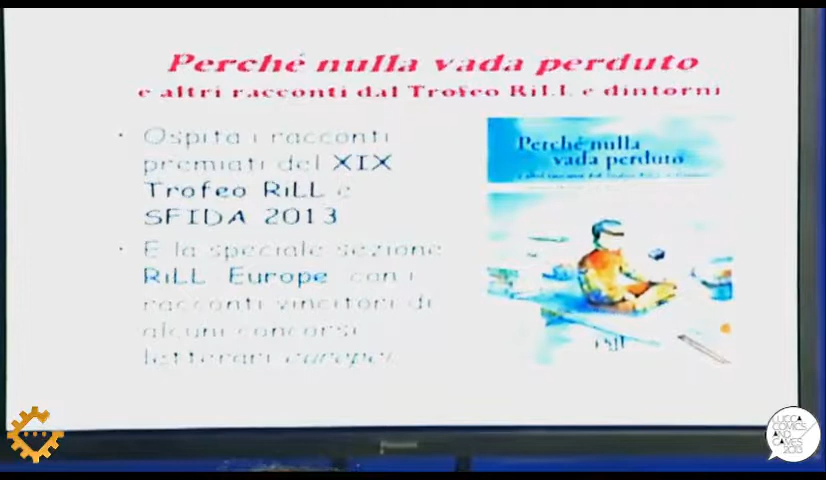 Perché nulla vada perduto
e altri racconti dal Trofeo RiLL e dintorni
• Ospita i racconti
premiati del XIX
Trofeo RiLL e
SFIDA 2013
• E la speciale sezione
RiLL Europe con i
racconti vincitori di
alcuni concorsi
letterari europei.
Perché nulla
vada perduto
LUCCA
COMICS
AND
GAMES
2013